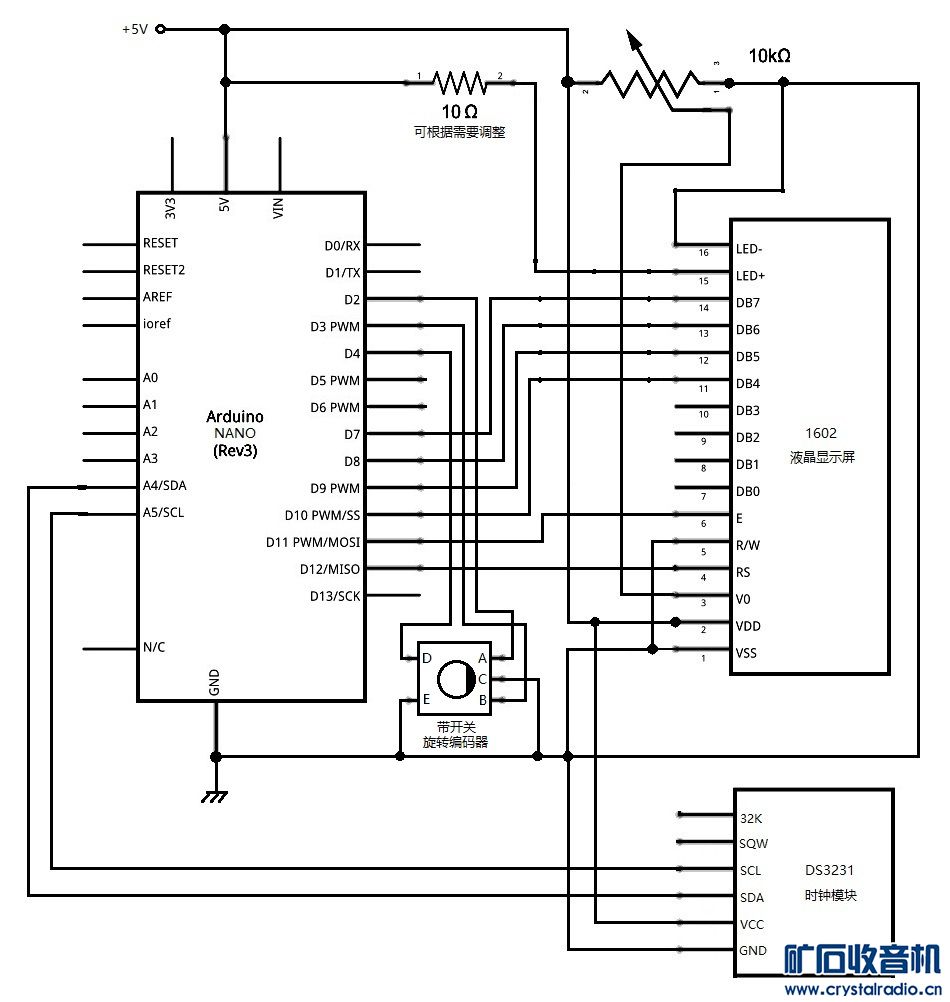 +5V
10kΩ
1
2
10 Ω
可根据需要调整
2
3
1
3V3
5V
VIN
RESET
RESET2
AREF
ioref
A0
A1
A2
A3
A4/SDA
A5/SCL
N/C
GND
Arduino
NANO
(Rev3)
D0/RX
D1/TX
D2
D3 PWM
D4
D5 PWM
D6 PWM
D7
D8
D9 PWM
D10 PWM/SS
D11 PWM/MOSI
D12/MISO
D13/SCK
16 LED-
15 LED+
14 DB7
13 DB6
12 DB5
11 DB4
10 DB3
9 DB2
8 DB1
7 DB0
6 E
5 R/W
4 RS
3 V0
2 VDD
1 VSS
1602
液晶显示屏
D
E
A
C
B
带开关
旋转编码器
32K
SQW
SCL
SDA
VCC
GND
DS3231
时钟模块
矿石收音机
www.crystalradio.cn